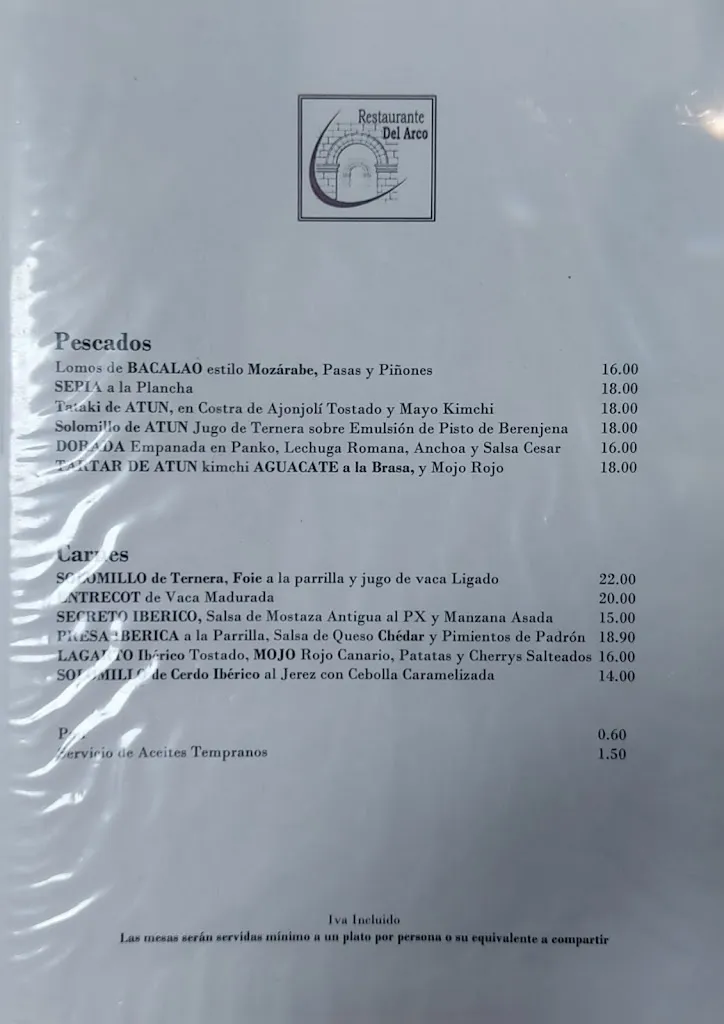 Restaurante
Del Arco
Pescados
Lomos de BACALAO estilo Mozárabe, Pasas y Piñones 16.00
SEPIA a la Plancha 18.00
Tataki de ATUN, en Costra de Ajonjolí Tostado y Mayo Kimchi 18.00
Solomillo de ATUN Jugo de Ternera sobre Emulsión de Pisto de Berenjena 18.00
DORADA Empanada en Panko, Lechuga Romana, Anchoa y Salsa Cesar 16.00
TARTAR DE ATUN kimchi AGUACATE a la Brasa, y Mojo Rojo 18.00
Carnes
SOLOMILLO de Ternera, Foie a la parrilla y jugo de vaca Ligado 22.00
ENTRECOT de Vaca Madurada 20.00
SECRETO IBERICO, Salsa de Mostaza Antigua al PX y Manzana Asada 15.00
PRESA IBERICA a la Parrilla, Salsa de Queso Chédar y Pimientos de Padrón 18.90
LAGARTO Ibérico Tostado, MOJO Rojo Canario, Patatas y Cherrys Salteados 16.00
SOLOMILLO de Cerdo Ibérico al Jerez con Cebolla Caramelizada 14.00
0.60
Servicio de Aceites Tempranos 1.50
Iva Incluido
Las mesas serán servidas mínimo a un plato por persona o su equivalente a compartir